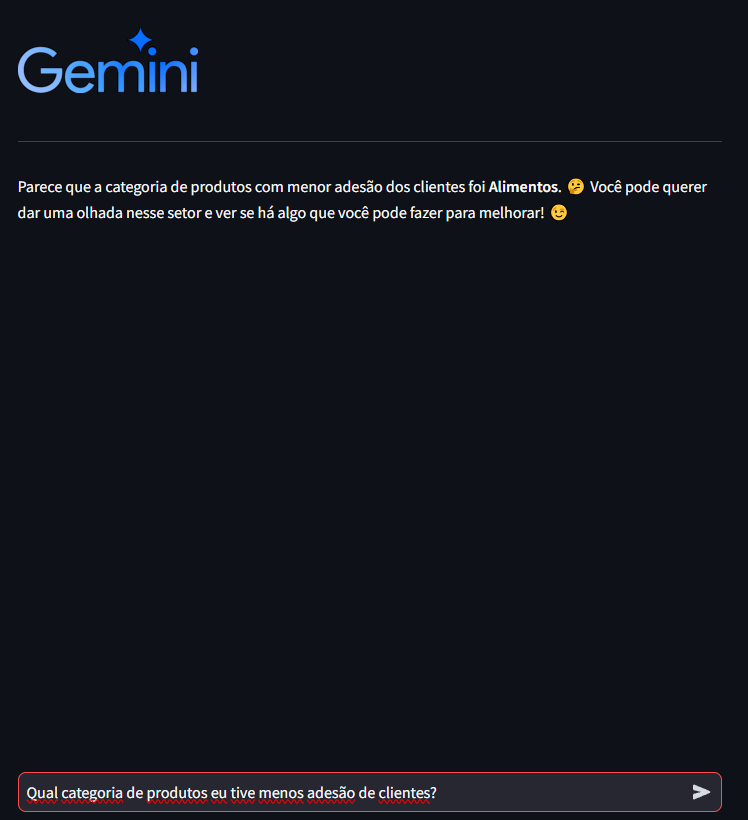 Gemini
Parece que a categoria de produtos com menor adesão dos clientes foi Alimentos. 🤔 Você pode querer
dar uma olhada nesse setor e ver se há algo que você pode fazer para melhorar! 😉
Qual categoria de produtos eu tive menos adesão de clientes?